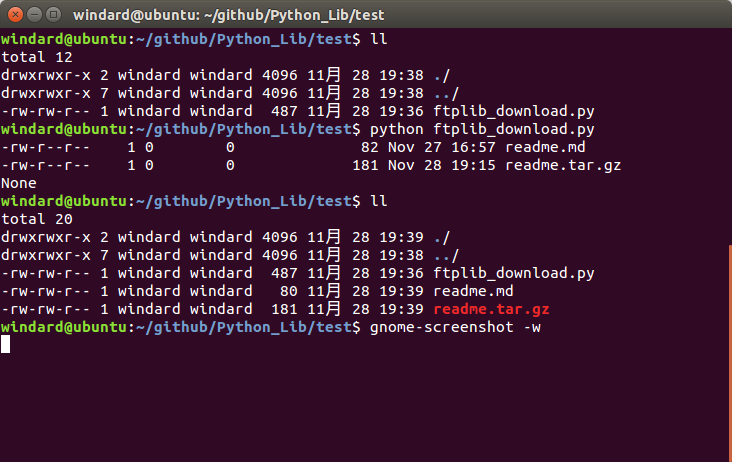 windard@ubuntu: ~/github/Python_Lib/test
windard@ubuntu:~/github/Python_Lib/test$ ll
total 12
drwxrwxr-x 2 windard windard 4096 11月 28 19:38 ./
drwxrwxr-x 7 windard windard 4096 11月 28 19:38 ../
-rw-rw-r-- 1 windard windard  487 11月 28 19:36 ftplib_download.py
windard@ubuntu:~/github/Python_Lib/test$ python ftplib_download.py
-rw-r--r--    1 0        0              82 Nov 27 16:57 readme.md
-rw-r--r--    1 0        0             181 Nov 28 19:15 readme.tar.gz
None
windard@ubuntu:~/github/Python_Lib/test$ ll
total 20
drwxrwxr-x 2 windard windard 4096 11月 28 19:39 ./
drwxrwxr-x 7 windard windard 4096 11月 28 19:38 ../
-rw-rw-r-- 1 windard windard  487 11月 28 19:36 ftplib_download.py
-rw-rw-r-- 1 windard windard   80 11月 28 19:39 readme.md
-rw-rw-r-- 1 windard windard  181 11月 28 19:39 readme.tar.gz
windard@ubuntu:~/github/Python_Lib/test$ gnome-screenshot -w